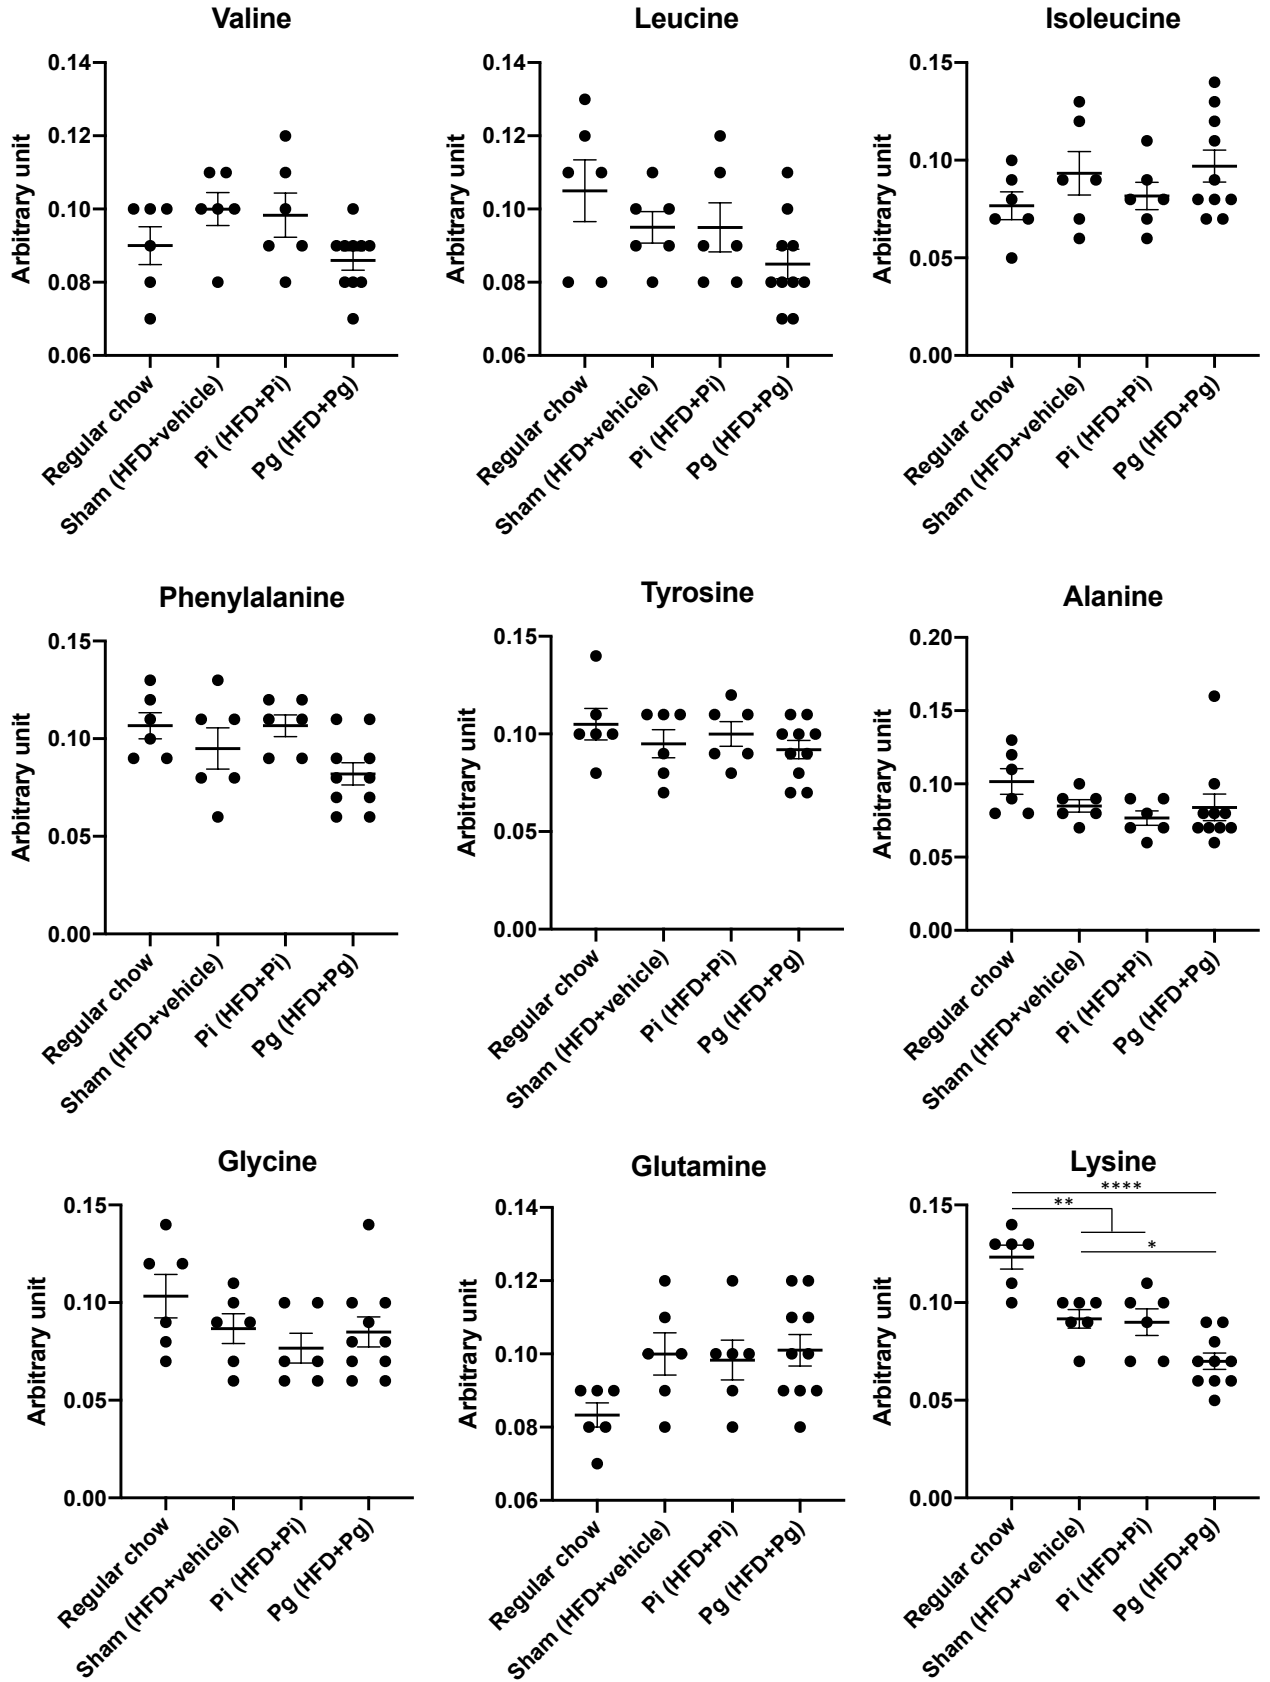 Valine
Leucine
Isoleucine
0.14
0.12
0.10
0.08
0.06
Arbitrary unit
Regular chow
Sham (HFD+vehicle)
Pi (HFD+Pi)
Pg (HFD+Pg)
0.14
0.12
0.10
0.08
0.06
Arbitrary unit
Regular chow
Sham (HFD+vehicle)
Pi (HFD+Pi)
Pg (HFD+Pg)
0.15
0.10
0.05
0.00
Arbitrary unit
Regular chow
Sham (HFD+vehicle)
Pi (HFD+Pi)
Pg (HFD+Pg)
Phenylalanine
Tyrosine
Alanine
0.15
0.10
0.05
0.00
Arbitrary unit
Regular chow
Sham (HFD+vehicle)
Pi (HFD+Pi)
Pg (HFD+Pg)
0.15
0.10
0.05
0.00
Arbitrary unit
Regular chow
Sham (HFD+vehicle)
Pi (HFD+Pi)
Pg (HFD+Pg)
0.20
0.15
0.10
0.05
0.00
Arbitrary unit
Regular chow
Sham (HFD+vehicle)
Pi (HFD+Pi)
Pg (HFD+Pg)
Glycine
Glutamine
Lysine
0.15
0.10
0.05
0.00
Arbitrary unit
Regular chow
Sham (HFD+vehicle)
Pi (HFD+Pi)
Pg (HFD+Pg)
0.14
0.12
0.10
0.08
0.06
Arbitrary unit
Regular chow
Sham (HFD+vehicle)
Pi (HFD+Pi)
Pg (HFD+Pg)
****
**
*
0.15
0.10
0.05
0.00
Arbitrary unit
Regular chow
Sham (HFD+vehicle)
Pi (HFD+Pi)
Pg (HFD+Pg)